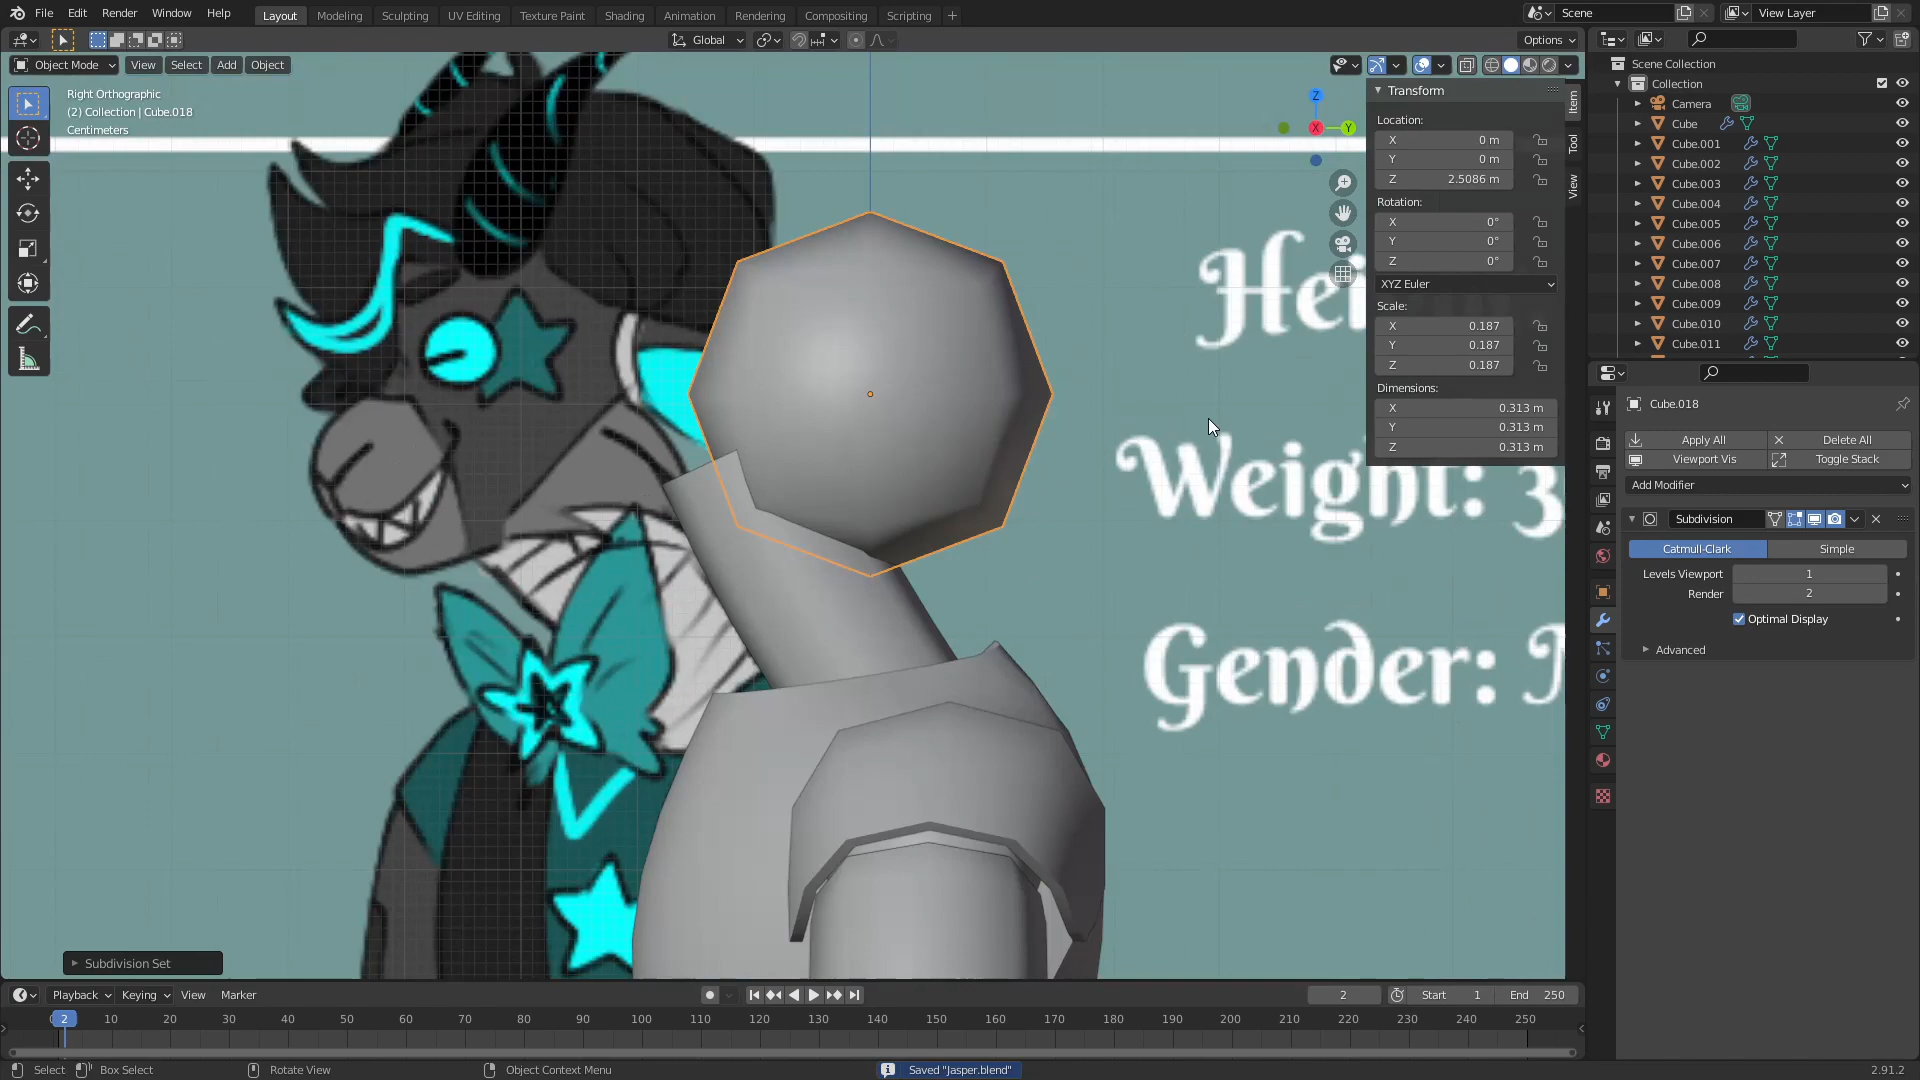 File Edit Render Window Help
Layout Modeling Sculpting UV Editing Texture Paint Shading Animation Rendering Compositing Scripting +
Scene
View Layer
Global
Options
Object Mode View Select Add Object
Right Orthographic
(2) Collection | Cube.018
Centimeters
Z
X
Y
Transform
Location:
X 0 m
Y 0 m
Z 2.5086 m
Rotation:
X 0°
Y 0°
Z 0°
XYZ Euler
Scale:
X 0.187
Y 0.187
Z 0.187
Dimensions:
X 0.313 m
Y 0.313 m
Z 0.313 m
Item
Tool
View
Hei
Weight: 3
Gender:
Scene Collection
Collection
Camera
Cube
Cube.001
Cube.002
Cube.003
Cube.004
Cube.005
Cube.006
Cube.007
Cube.008
Cube.009
Cube.010
Cube.011
Cube.018
Apply All Delete All
Viewport Vis Toggle Stack
Add Modifier
Subdivision
Catmull-Clark Simple
Levels Viewport 1
Render 2
Optimal Display
Advanced
Subdivision Set
Playback Keying View Marker
2 Start 1 End 250
2 10 20 30 40 50 60 70 80 90 100 110 120 130 140 150 160 170 180 190 200 210 220 230 240 250
Select Box Select Rotate View Object Context Menu
Saved "Jasper.blend"
2.91.2